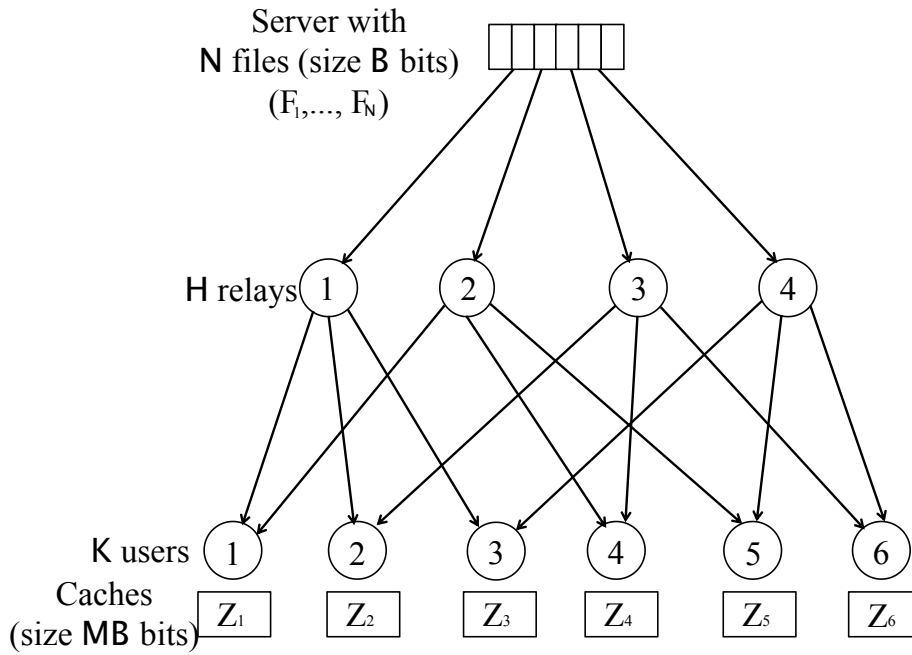 Server with
N files (size B bits)
(F₁,..., F_N)
H relays 1 2 3 4
K users 1 2 3 4 5 6
Caches
(size MB bits) Z₁ Z₂ Z₃ Z₄ Z₅ Z₆